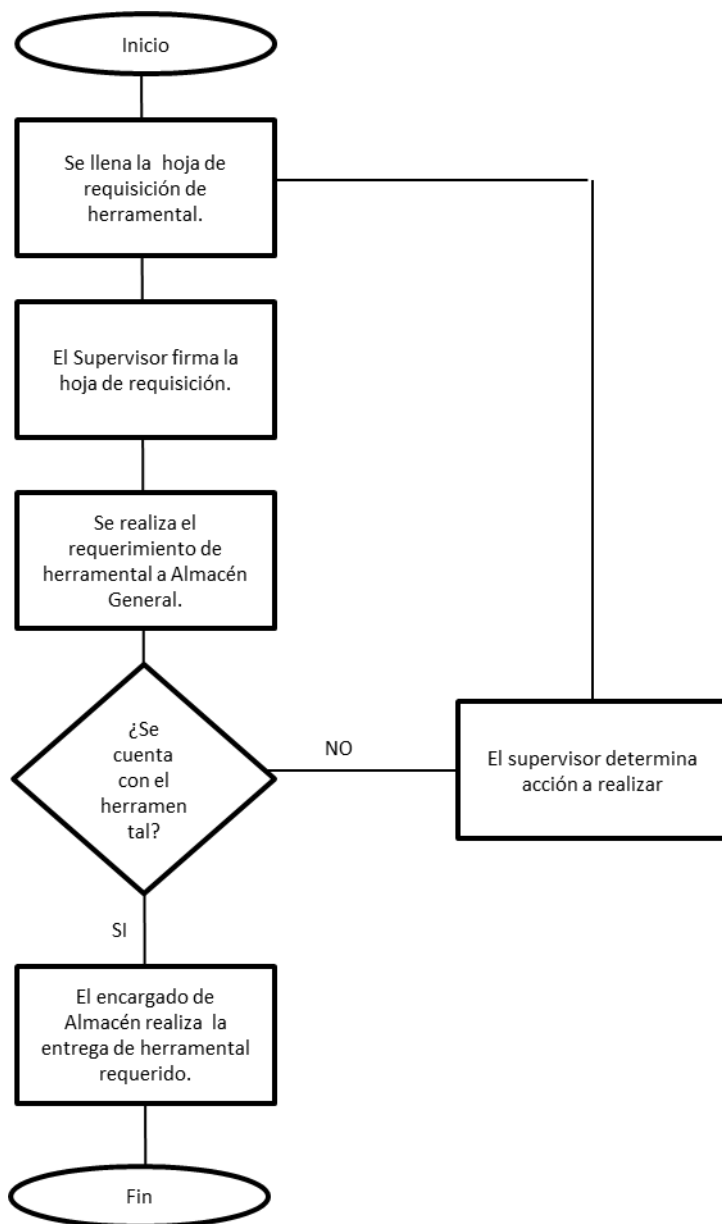 Inicio
Se llena la hoja de
requisición de
herramental.
El Supervisor firma la
hoja de requisición.
Se realiza el
requerimiento de
herramental a Almacén
General.
¿Se
cuenta
con el
herramen
tal?
NO
El supervisor determina
acción a realizar
SI
El encargado de
Almacén realiza la
entrega de herramental
requerido.
Fin